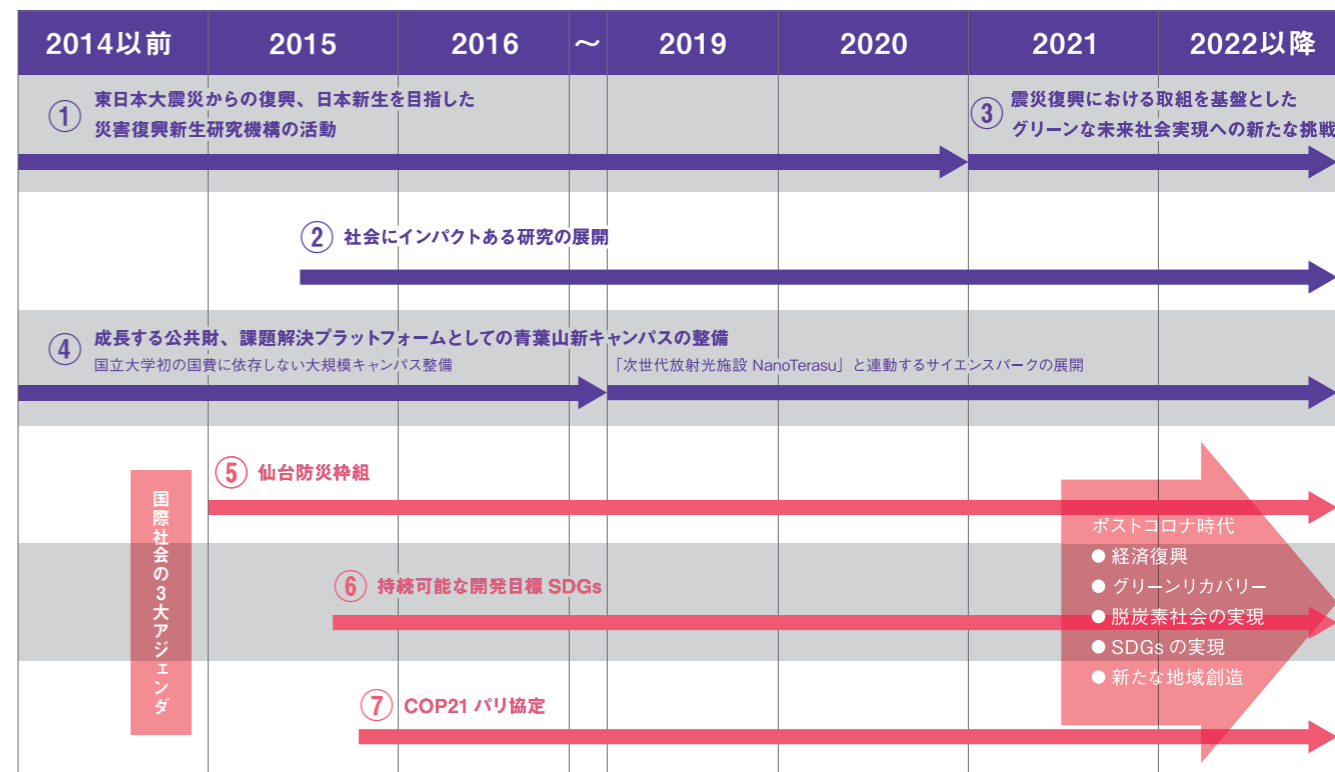 2014以前 2015 2016 〜 2019 2020 2021 2022以降
① 東日本大震災からの復興、日本新生を目指した
災害復興新生研究機構の活動
③ 震災復興における取組を基盤とした
グリーンな未来社会実現への新たな挑戦
② 社会にインパクトある研究の展開
④ 成長する公共財、課題解決プラットフォームとしての青葉山新キャンパスの整備
国立大学初の国費に依存しない大規模キャンパス整備
「次世代放射光施設 NanoTerasu」と連動するサイエンスパークの展開
国際社会の3大アジェンダ
⑤ 仙台防災枠組
⑥ 持続可能な開発目標 SDGs
⑦ COP21 パリ協定
ポストコロナ時代
● 経済復興
● グリーンリカバリー
● 脱炭素社会の実現
● SDGs の実現
● 新たな地域創造